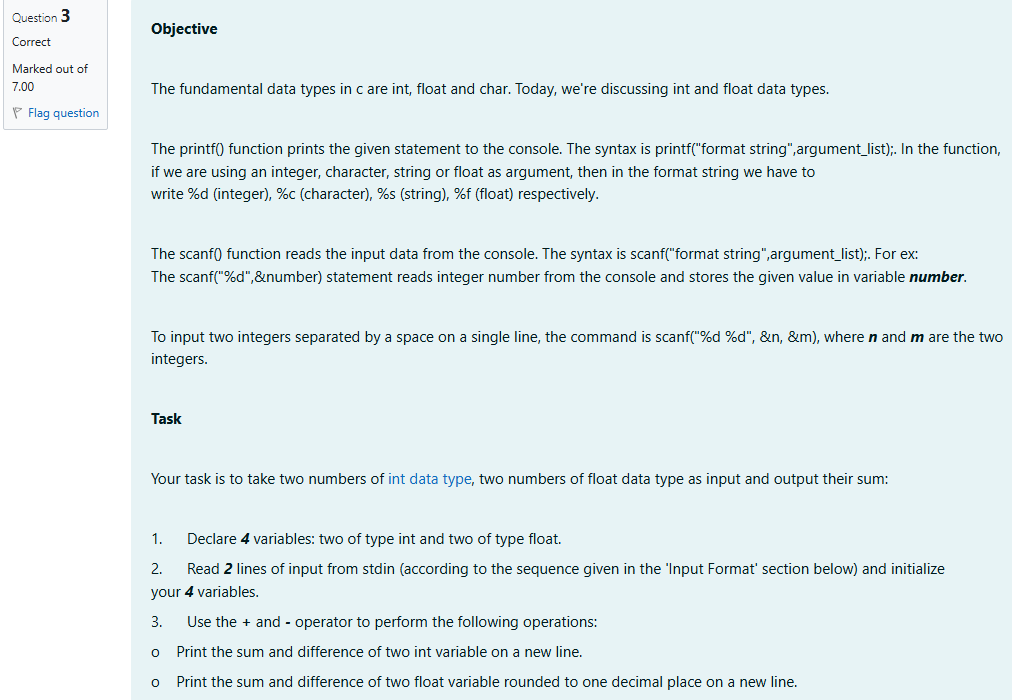 Question 3
Correct
Marked out of
7.00
Flag question
Objective
The fundamental data types in c are int, float and char. Today, we're discussing int and float data types.
The printf() function prints the given statement to the console. The syntax is printf("format string",argument_list);. In the function,
if we are using an integer, character, string or float as argument, then in the format string we have to
write %d (integer), %c (character), %s (string), %f (float) respectively.
The scanf() function reads the input data from the console. The syntax is scanf("format string",argument_list);. For ex:
The scanf("%d",&number) statement reads integer number from the console and stores the given value in variable number.
To input two integers separated by a space on a single line, the command is scanf("%d %d", &n, &m), where n and m are the two
integers.
Task
Your task is to take two numbers of int data type, two numbers of float data type as input and output their sum:
1. Declare 4 variables: two of type int and two of type float.
2. Read 2 lines of input from stdin (according to the sequence given in the 'Input Format' section below) and initialize
your 4 variables.
3. Use the + and - operator to perform the following operations:
o Print the sum and difference of two int variable on a new line.
o Print the sum and difference of two float variable rounded to one decimal place on a new line.